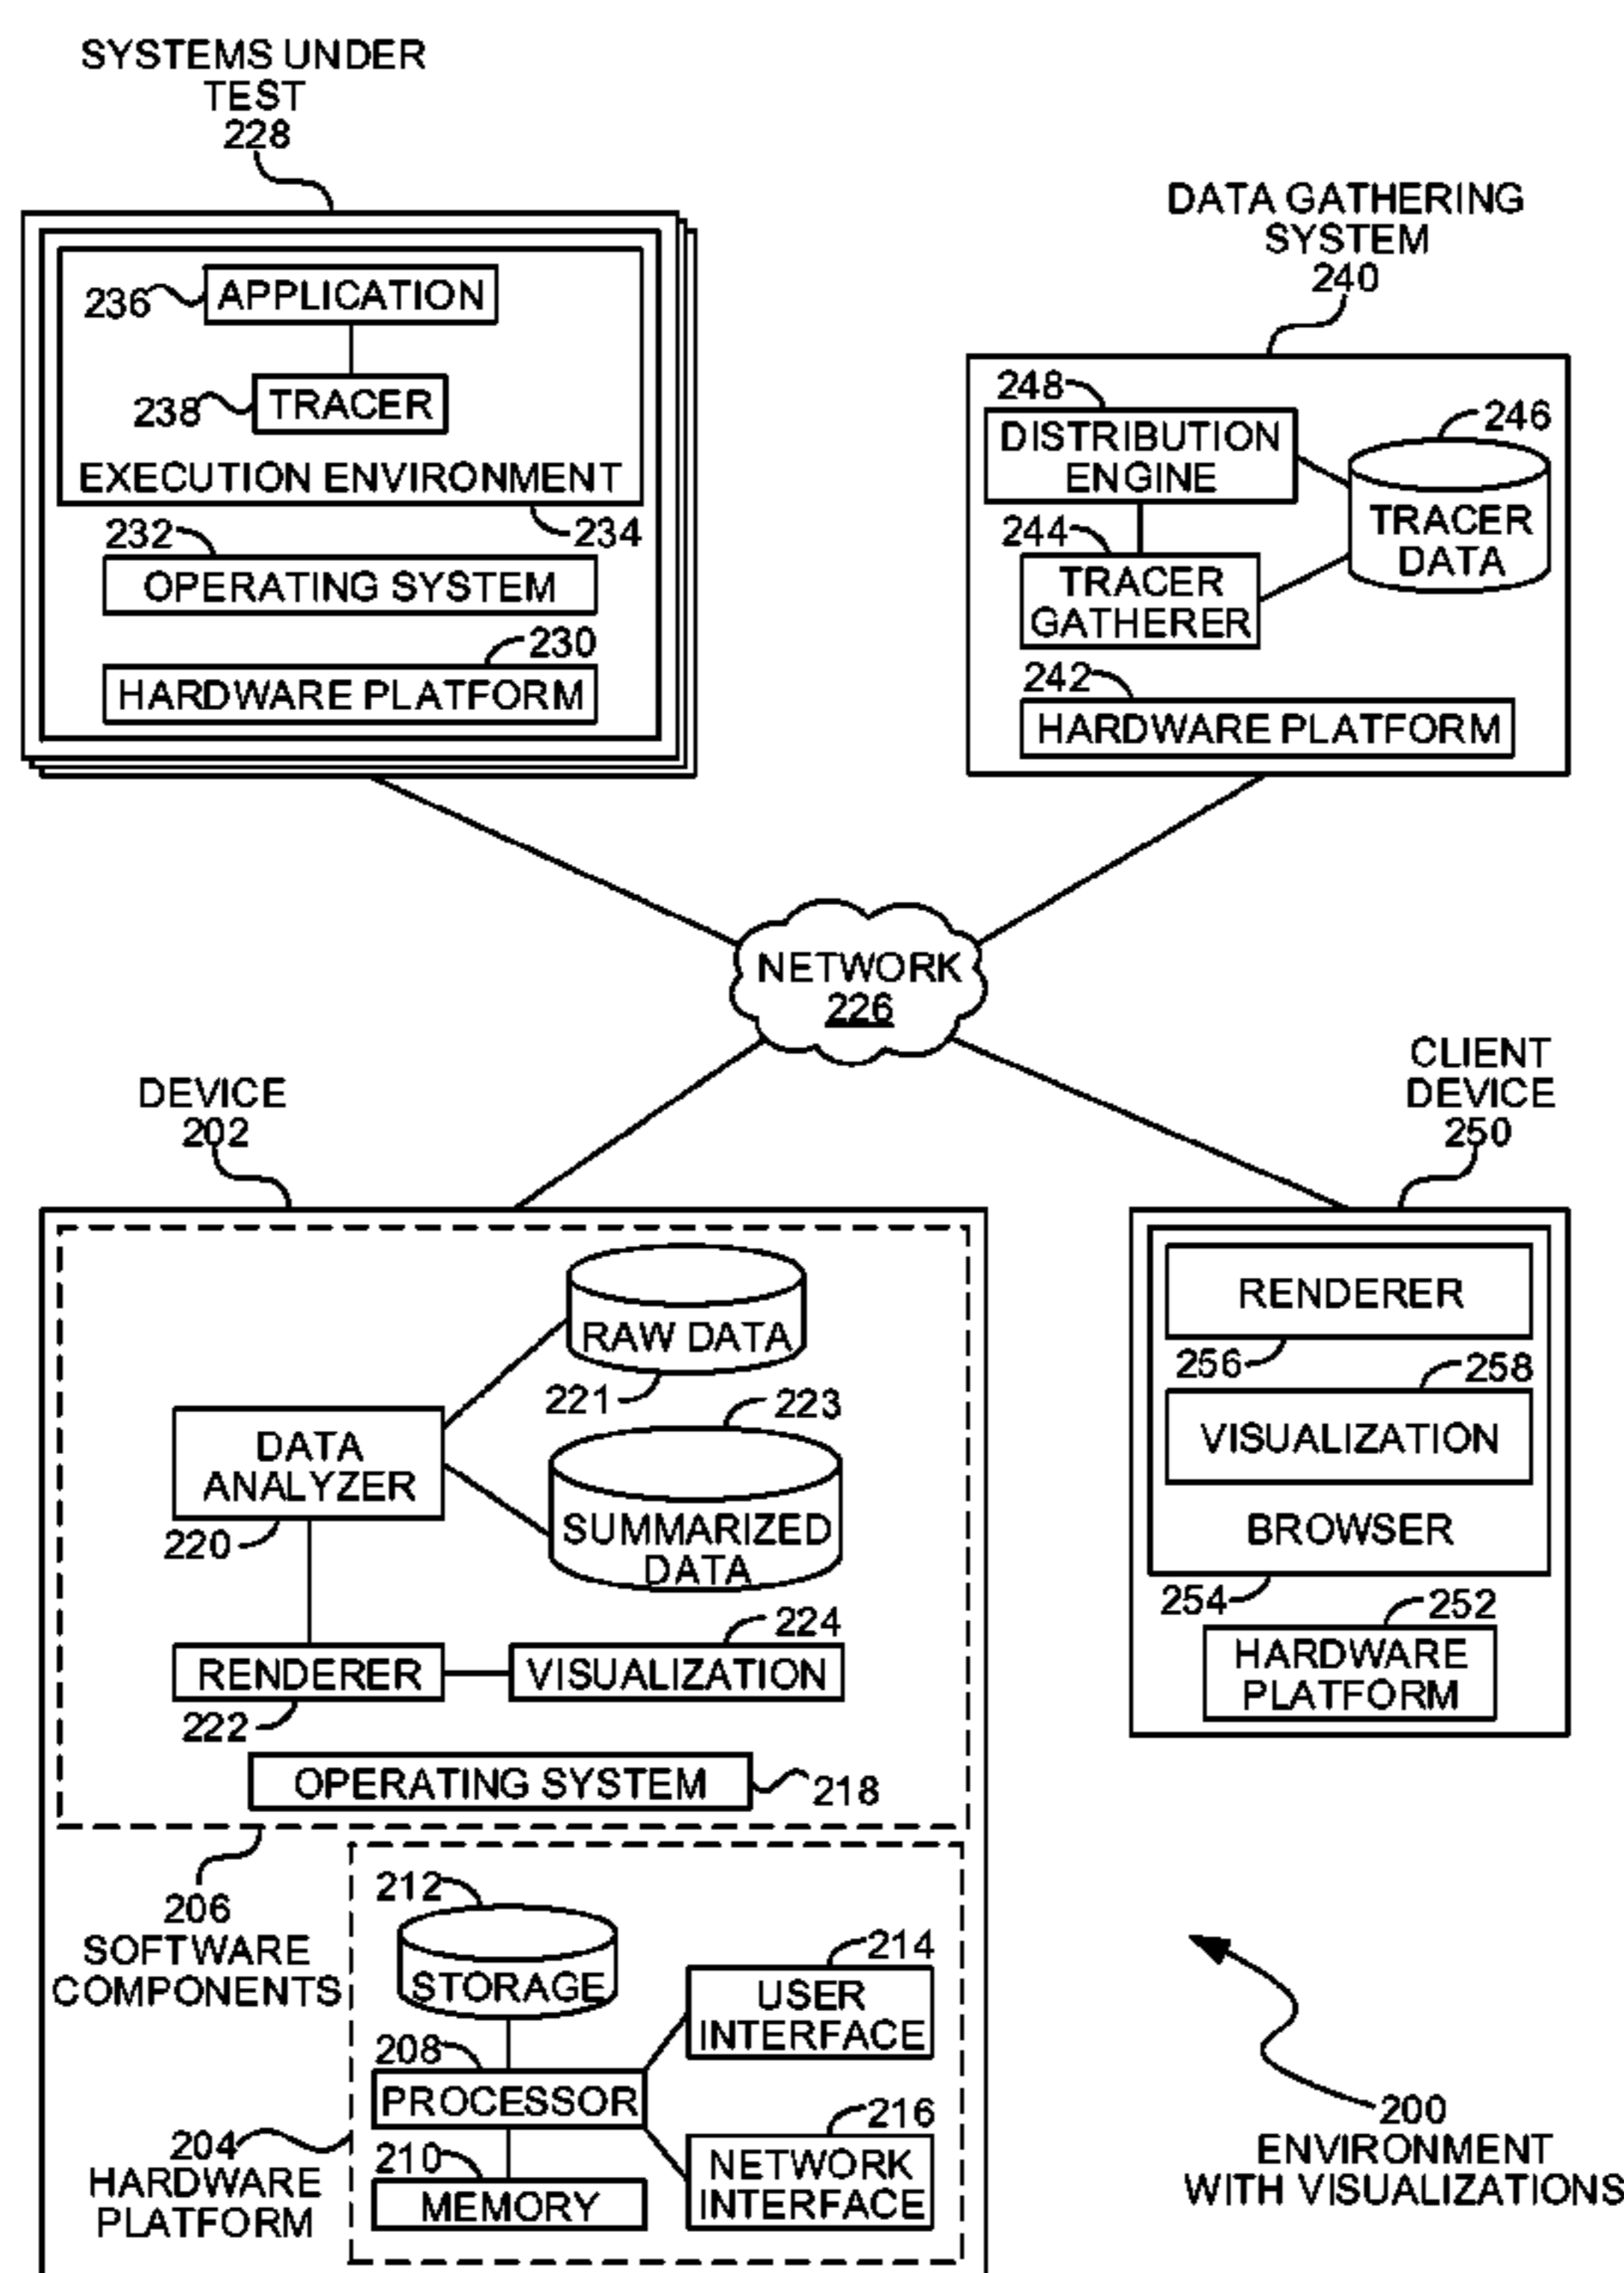 SYSTEMS UNDER
TEST
228
236
APPLICATION
238
TRACER
EXECUTION ENVIRONMENT
234
232
OPERATING SYSTEM
230
HARDWARE PLATFORM
DATA GATHERING
SYSTEM
240
248
DISTRIBUTION
ENGINE
246
TRACER
DATA
244
TRACER
GATHERER
242
HARDWARE PLATFORM
NETWORK
226
DEVICE
202
RAW DATA
221
DATA
ANALYZER
220
223
SUMMARIZED
DATA
224
RENDERER
VISUALIZATION
222
OPERATING SYSTEM
218
206
SOFTWARE
COMPONENTS
212
STORAGE
214
USER
INTERFACE
208
PROCESSOR
216
NETWORK
INTERFACE
210
MEMORY
204
HARDWARE
PLATFORM
CLIENT
DEVICE
250
RENDERER
256
258
VISUALIZATION
BROWSER
254
252
HARDWARE
PLATFORM
200
ENVIRONMENT
WITH VISUALIZATIONS